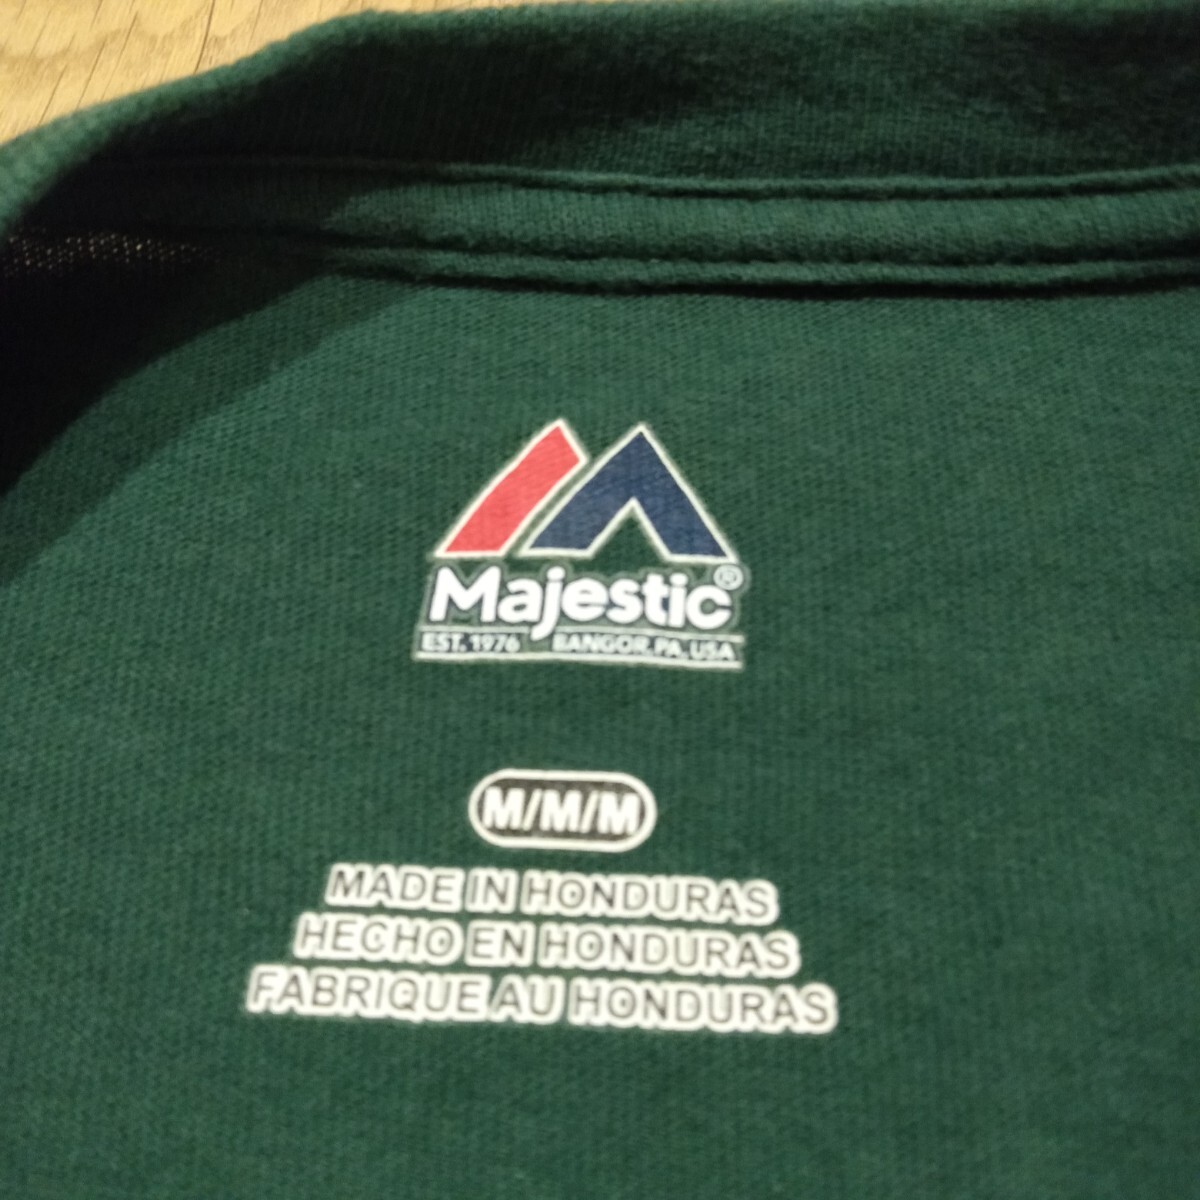 Majestic®
EST. 1976 BANGOR, PA, USA
M/M/M
MADE IN HONDURAS
HECHO EN HONDURAS
FABRIQUE AU HONDURAS